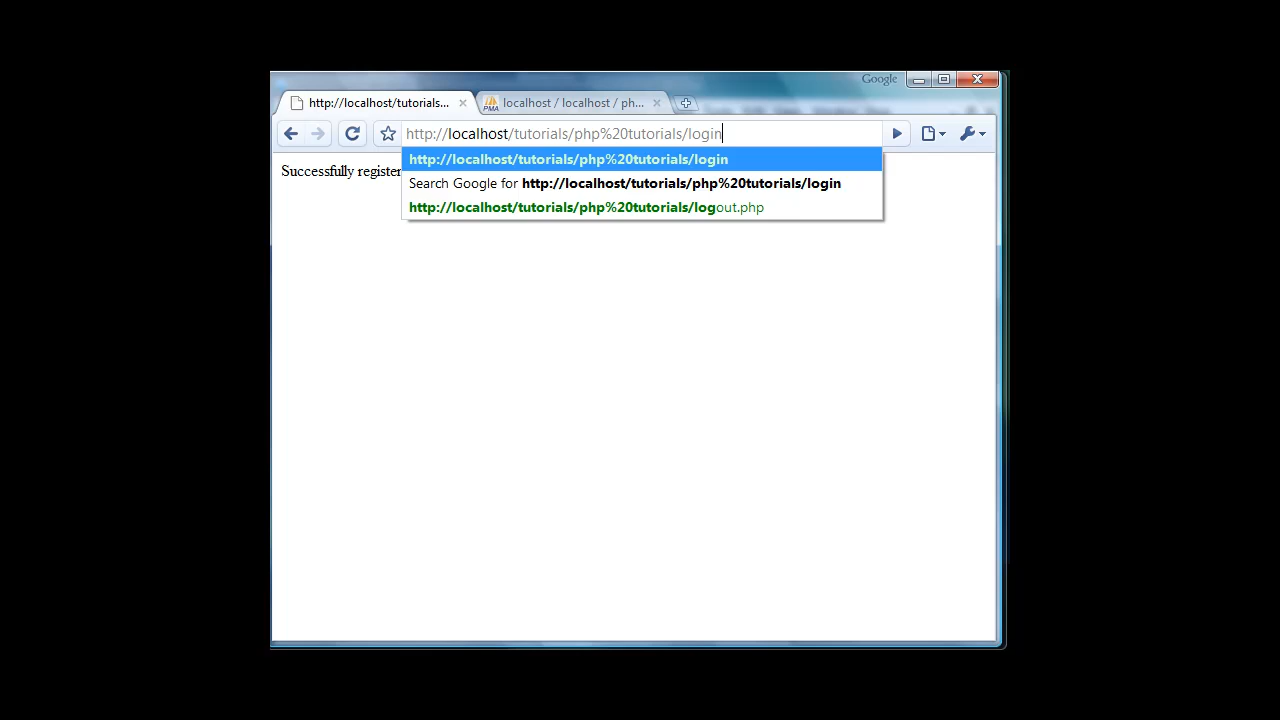 Google
http://localhost/tutorials...
PMA
localhost / localhost / ph...
http://localhost/tutorials/php%20tutorials/login
http://localhost/tutorials/php%20tutorials/login
Successfully register
Search Google for http://localhost/tutorials/php%20tutorials/login
http://localhost/tutorials/php%20tutorials/logout.php